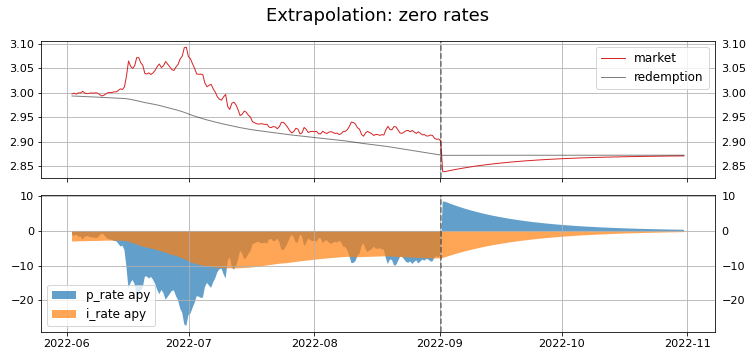 Extrapolation: zero rates
3.10 3.10
3.05 3.05
3.00 3.00
2.95 2.95
2.90 2.90
2.85 2.85
market
redemption
10 10
0 0
−10 −10
−20 −20
p_rate apy
i_rate apy
2022-06 2022-07 2022-08 2022-09 2022-10 2022-11